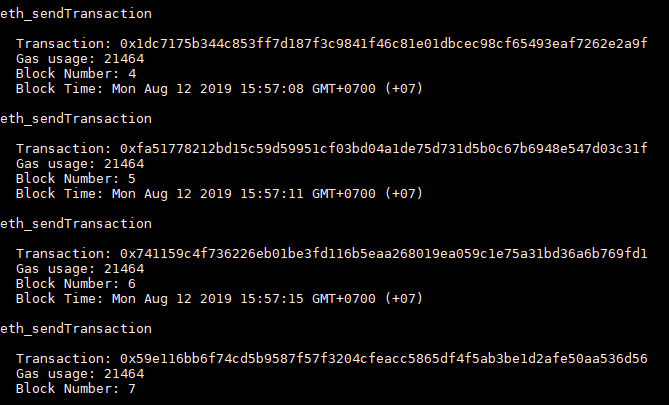 eth_sendTransaction
Transaction: 0x1dc7175b344c853ff7d187f3c9841f46c81e01dbcec98cf65493eaf7262e2a9f
Gas usage: 21464
Block Number: 4
Block Time: Mon Aug 12 2019 15:57:08 GMT+0700 (+07)
eth_sendTransaction
Transaction: 0xfa51778212bd15c59d59951cf03bd04a1de75d731d5b0c67b6948e547d03c31f
Gas usage: 21464
Block Number: 5
Block Time: Mon Aug 12 2019 15:57:11 GMT+0700 (+07)
eth_sendTransaction
Transaction: 0x741159c4f736226eb01be3fd116b5eaa268019ea059c1e75a31bd36a6b769fd1
Gas usage: 21464
Block Number: 6
Block Time: Mon Aug 12 2019 15:57:15 GMT+0700 (+07)
eth_sendTransaction
Transaction: 0x59e116bb6f74cd5b9587f57f3204cfeacc5865df4f5ab3be1d2afe50aa536d56
Gas usage: 21464
Block Number: 7